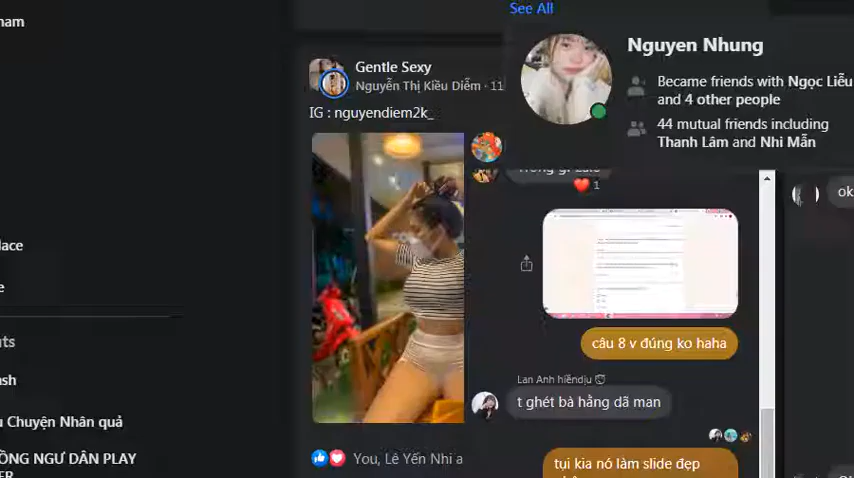 See All
nam
Nguyen Nhung
Became friends with Ngọc Liễu
and 4 other people
44 mutual friends including
Thanh Lâm and Nhi Mẫn
Gentle Sexy
Nguyễn Thị Kiều Diễm · 11
IG : nguyendiem2k_
1
ok
lace
e
câu 8 v đúng ko haha
ts
Lan Anh hiềndịu
ash
t ghét bà hằng dã man
Chuyện Nhân quả
ỒNG NGƯ DÂN PLAY
ER
You, Lê Yến Nhi a
tụi kia nó làm slide đẹp